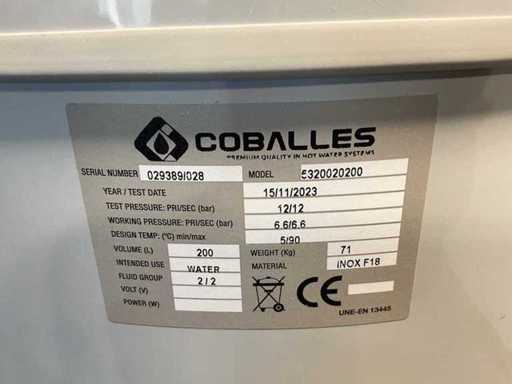 COBALLES
PREMIUM QUALITY IN HOT WATER SYSTEMS
SERIAL NUMBER 029389/028 MODEL 5320020200
YEAR / TEST DATE 15/11/2023
TEST PRESSURE: PRI/SEC (bar) 12/12
WORKING PRESSURE: PRI/SEC (bar) 6.6/6.6
DESIGN TEMP: (°C) min/max 5/90
VOLUME (L) 200 WEIGHT (Kg) 71
INTENDED USE WATER MATERIAL INOX F18
FLUID GROUP 2 / 2
VOLT (V)
POWER (W)
CE
UNE-EN 13445